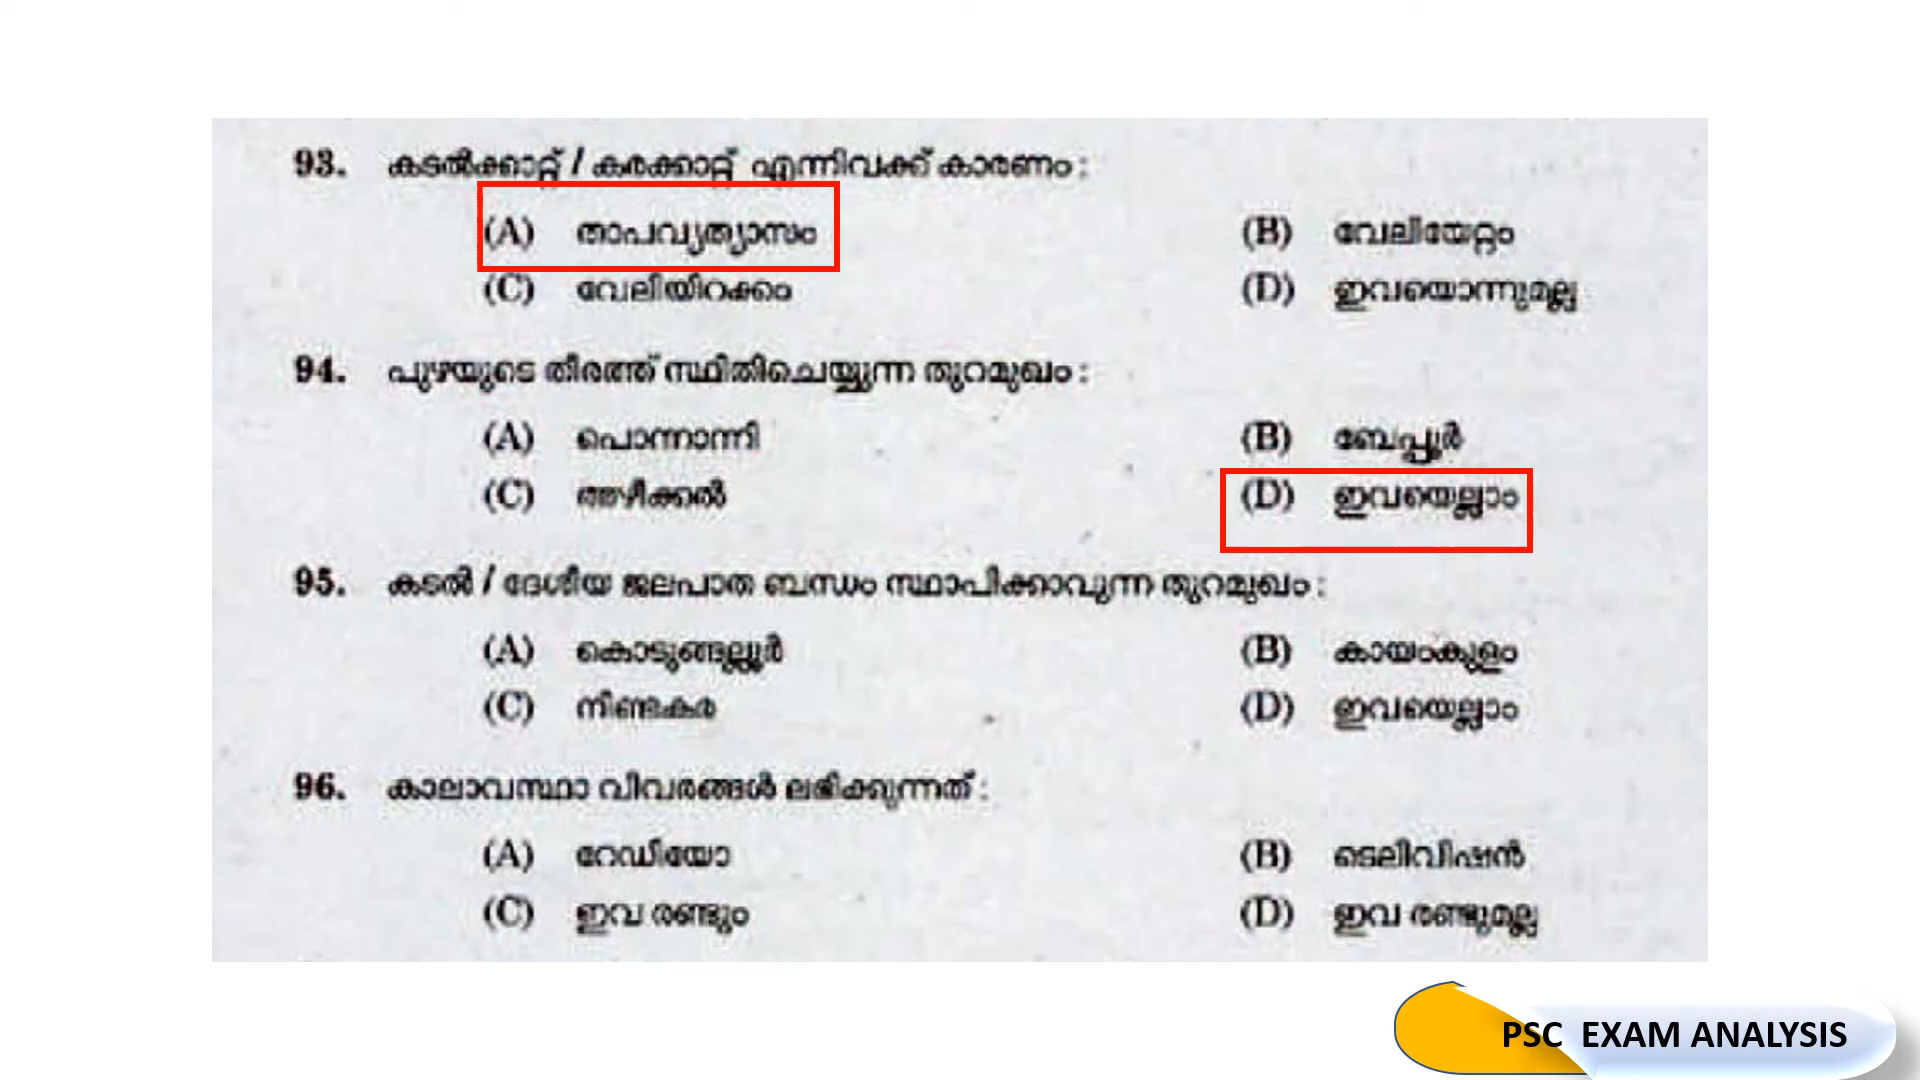 93. കടൽക്കാറ്റ് / കരക്കാറ്റ് എന്നിവക്ക് കാരണം :
(A) താപവ്യത്യാസം (B) വേലിയേറ്റം
(C) വേലിയിറക്കം (D) ഇവയൊന്നുമല്ല
94. പുഴയുടെ തീരത്ത് സ്ഥിതിചെയ്യുന്ന തുറമുഖം :
(A) പൊന്നാന്നി (B) ബേപ്പൂർ
(C) അഴീക്കൽ (D) ഇവയെല്ലാം
95. കടൽ / ദേശീയ ജലപാത ബന്ധം സ്ഥാപിക്കാവുന്ന തുറമുഖം :
(A) കൊടുങ്ങല്ലൂർ (B) കായംകുളം
(C) നീണ്ടകര (D) ഇവയെല്ലാം
96. കാലാവസ്ഥാ വിവരങ്ങൾ ലഭിക്കുന്നത് :
(A) റേഡിയോ (B) ടെലിവിഷൻ
(C) ഇവ രണ്ടും (D) ഇവ രണ്ടുമല്ല
PSC EXAM ANALYSIS